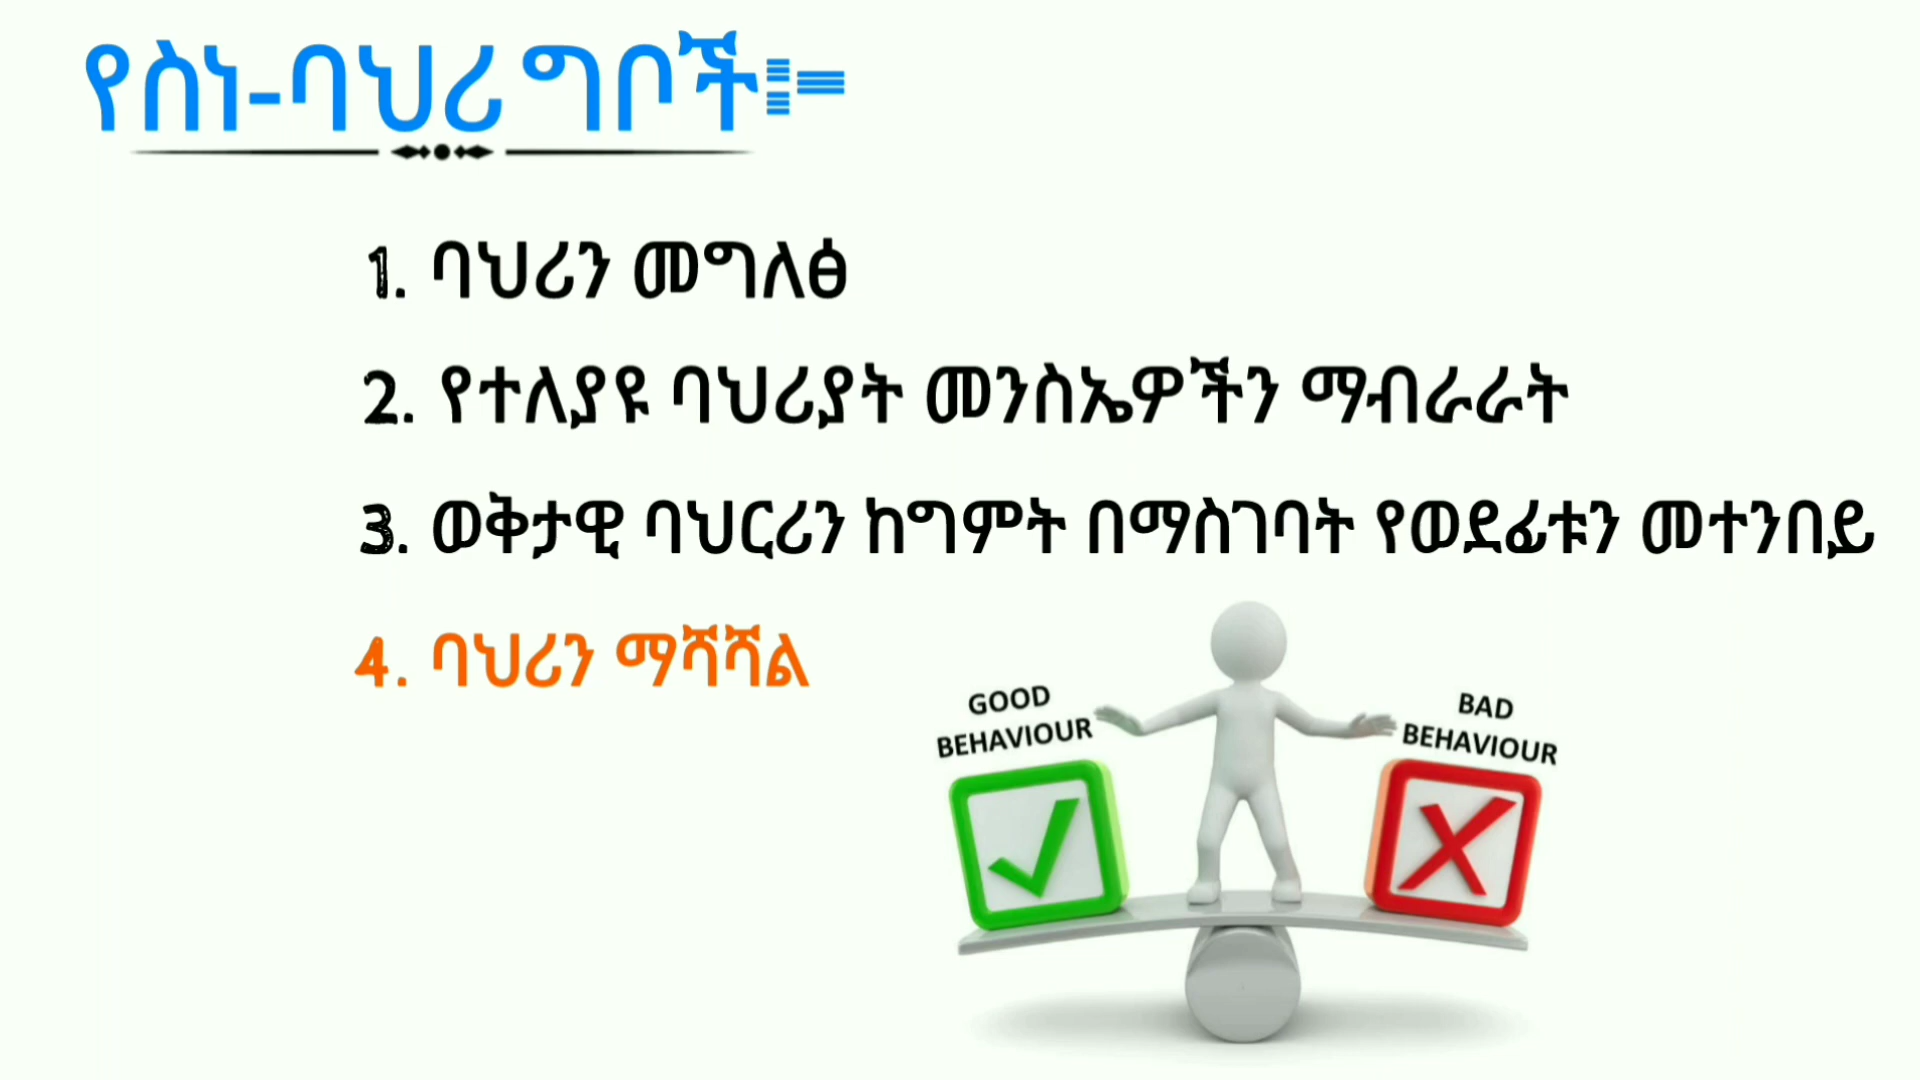 የስነ-ባህሪ ግቦች፡-
1. ባህሪን መግለፅ
2. የተለያዩ ባህሪያት መንስኤዎችን ማብራራት
3. ወቅታዊ ባህርሪን ከግምት በማስገባት የወደፊቱን መተንበይ
4. ባህሪን ማሻሻል
GOOD
BEHAVIOUR
BAD
BEHAVIOUR